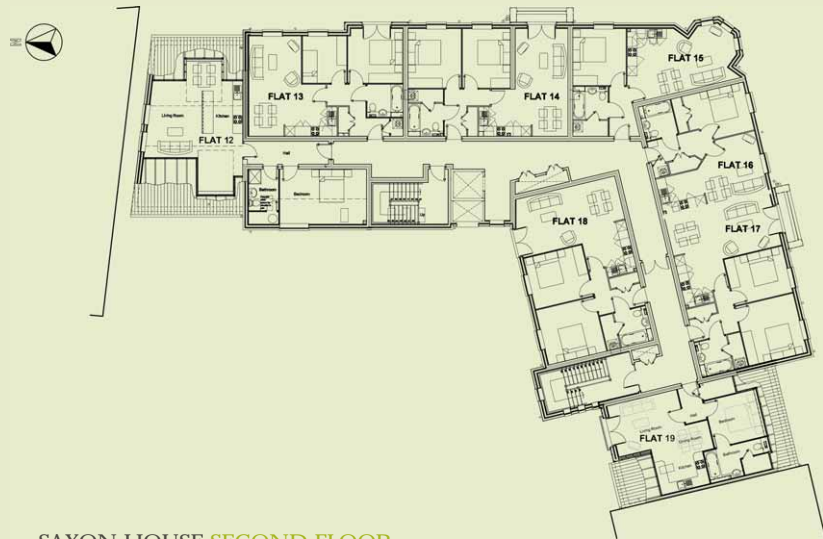 FLAT 15
FLAT 13
FLAT 14
Living Room
Kitchen
FLAT 12
Hall
FLAT 16
Bathroom
Bedroom
FLAT 18
FLAT 17
Hall
Living Room
Bedroom
FLAT 19
Dining Room
Bathroom
Kitchen
SAXON HOUSE SECOND FLOOR